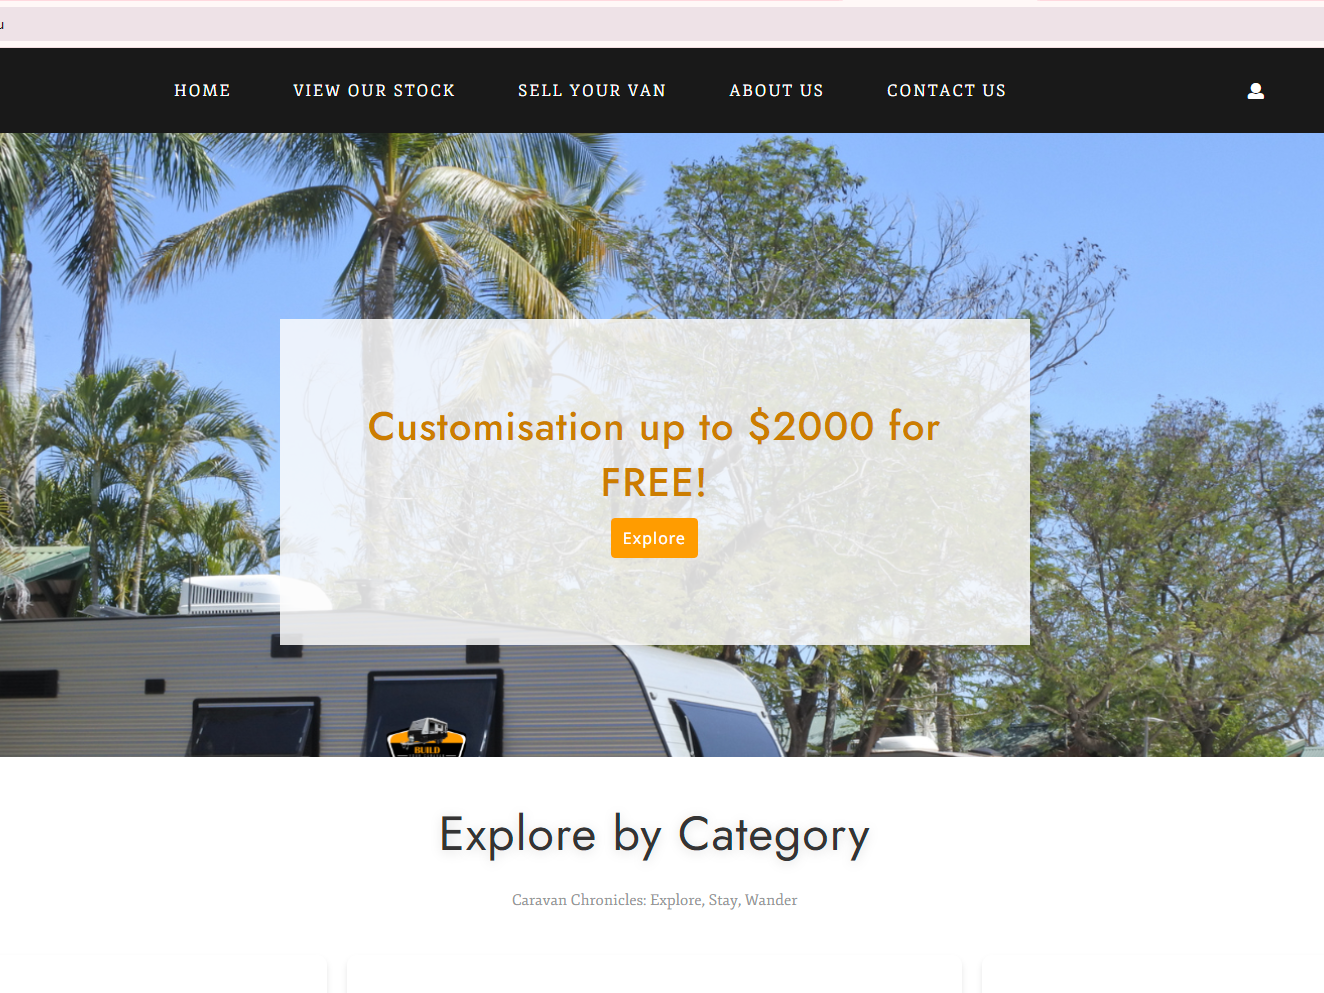 HOME VIEW OUR STOCK SELL YOUR VAN ABOUT US CONTACT US
Customisation up to $2000 for
FREE!
Explore
BUILD
Explore by Category
Caravan Chronicles: Explore, Stay, Wander